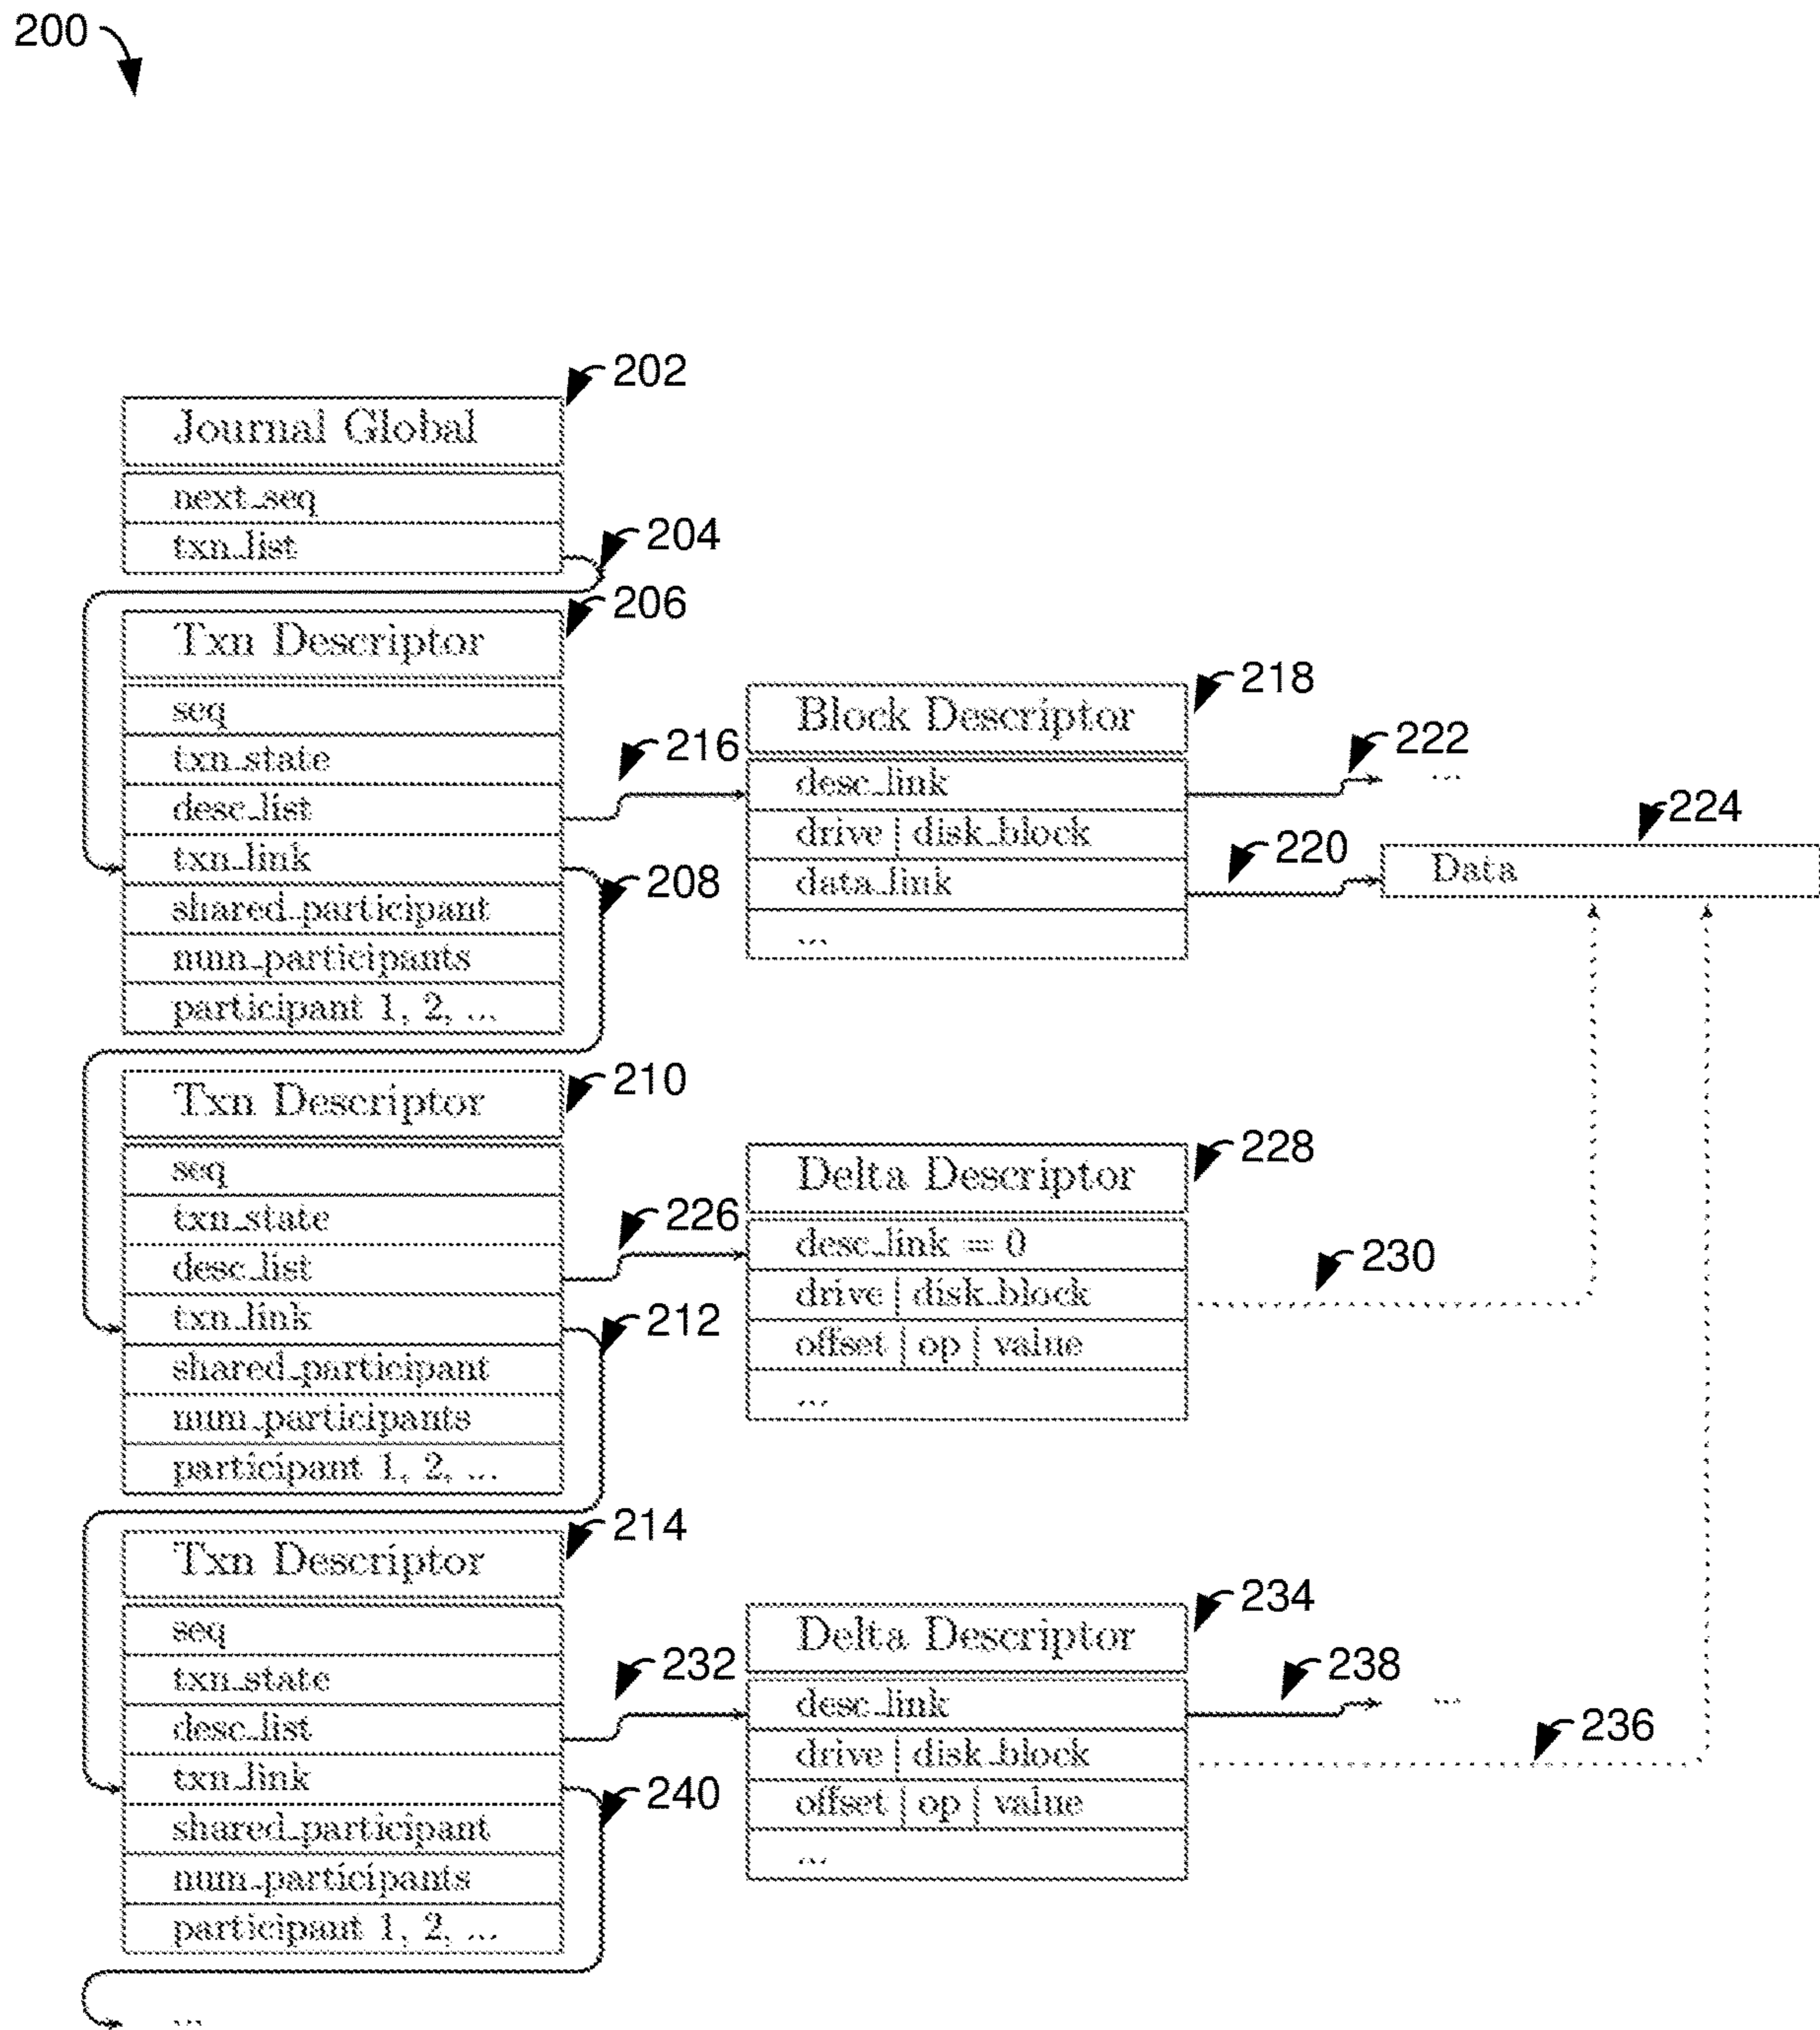 200
202
Journal Global
next_seq
txn_list
204
206
Txn Descriptor
seq
txn_state
desc_list
txn_link
shared_participant
num_participants
participant 1, 2, ...
216
208
218
Block Descriptor
desc_link
drive | disk_block
data_link
...
222
...
220
224
Data
210
Txn Descriptor
seq
txn_state
desc_list
txn_link
shared_participant
num_participants
participant 1, 2, ...
226
212
228
Delta Descriptor
desc_link = 0
drive | disk_block
offset | op | value
...
230
214
Txn Descriptor
seq
txn_state
desc_list
txn_link
shared_participant
num_participants
participant 1, 2, ...
232
240
234
Delta Descriptor
desc_link
drive | disk_block
offset | op | value
...
238
...
236
...